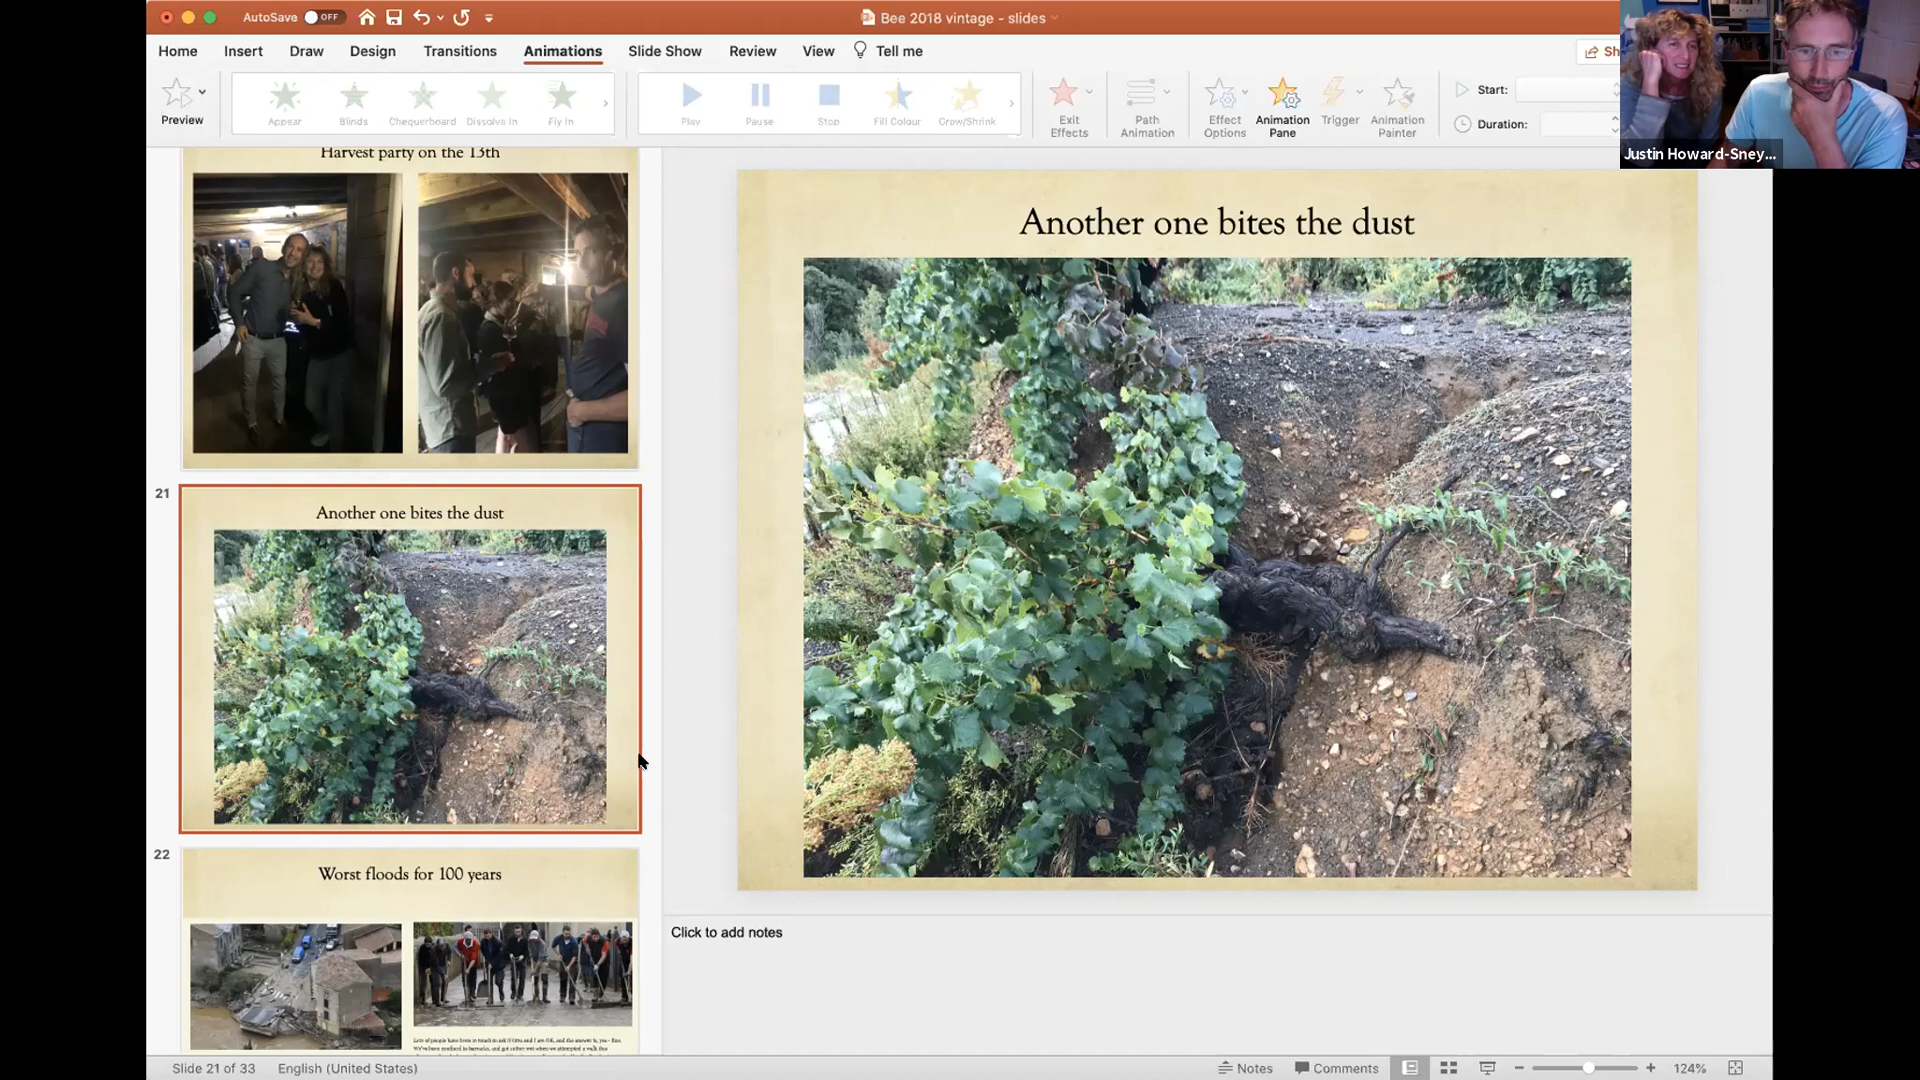 AutoSave OFF
Bee 2018 vintage - slides
Home Insert Draw Design Transitions Animations Slide Show Review View Tell me
Preview
Appear Blinds Chequerboard Dissolve In Fly In
Play Pause Stop Fill Colour Grow/Shrink
Exit Effects
Path Animation
Effect Options
Animation Pane
Trigger
Animation Painter
Start:
Duration:
Justin Howard-Sney...
Harvest party on the 13th
21
Another one bites the dust
22
Worst floods for 100 years
Another one bites the dust
Click to add notes
Slide 21 of 33 English (United States) Notes Comments 124%